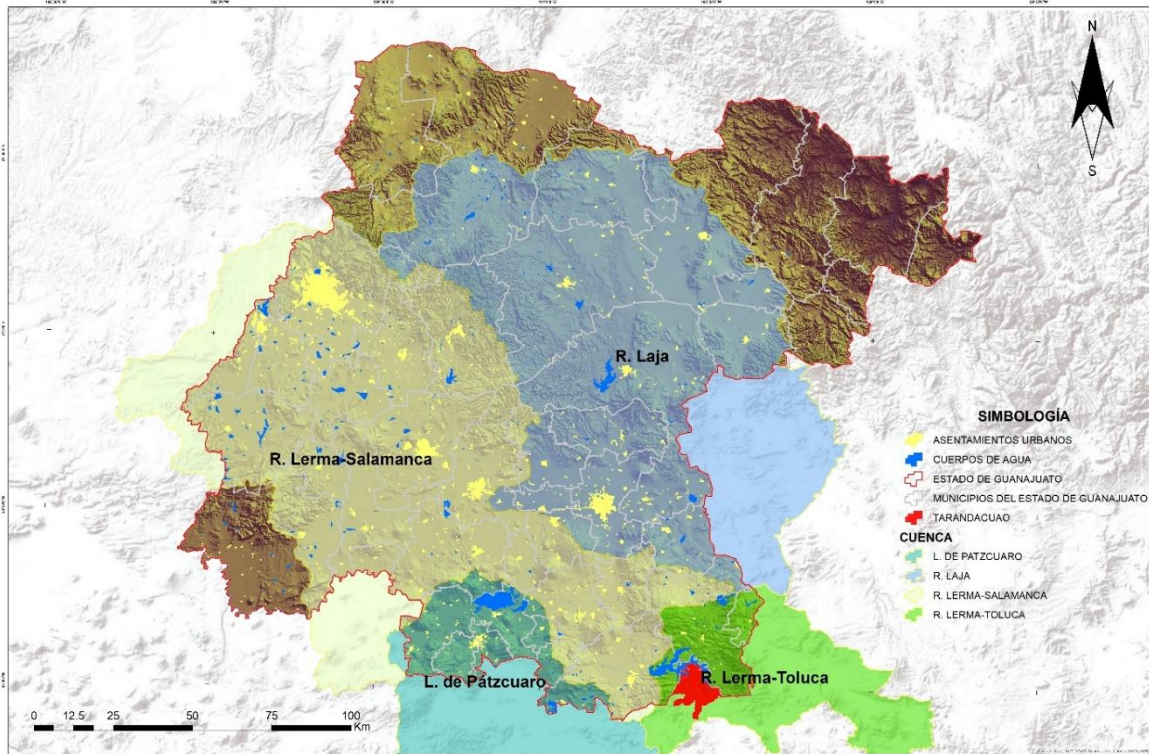 N
S
R. Laja
R. Lerma-Salamanca
L. de Pátzcuaro
R. Lerma-Toluca
SIMBOLOGÍA
ASENTAMIENTOS URBANOS
CUERPOS DE AGUA
ESTADO DE GUANAJUATO
MUNICIPIOS DEL ESTADO DE GUANAJUATO
TARANDACUAO
CUENCA
L. DE PATZCUARO
R. LAJA
R. LERMA-SALAMANCA
R. LERMA-TOLUCA
0 12.5 25 50 75 100
Km